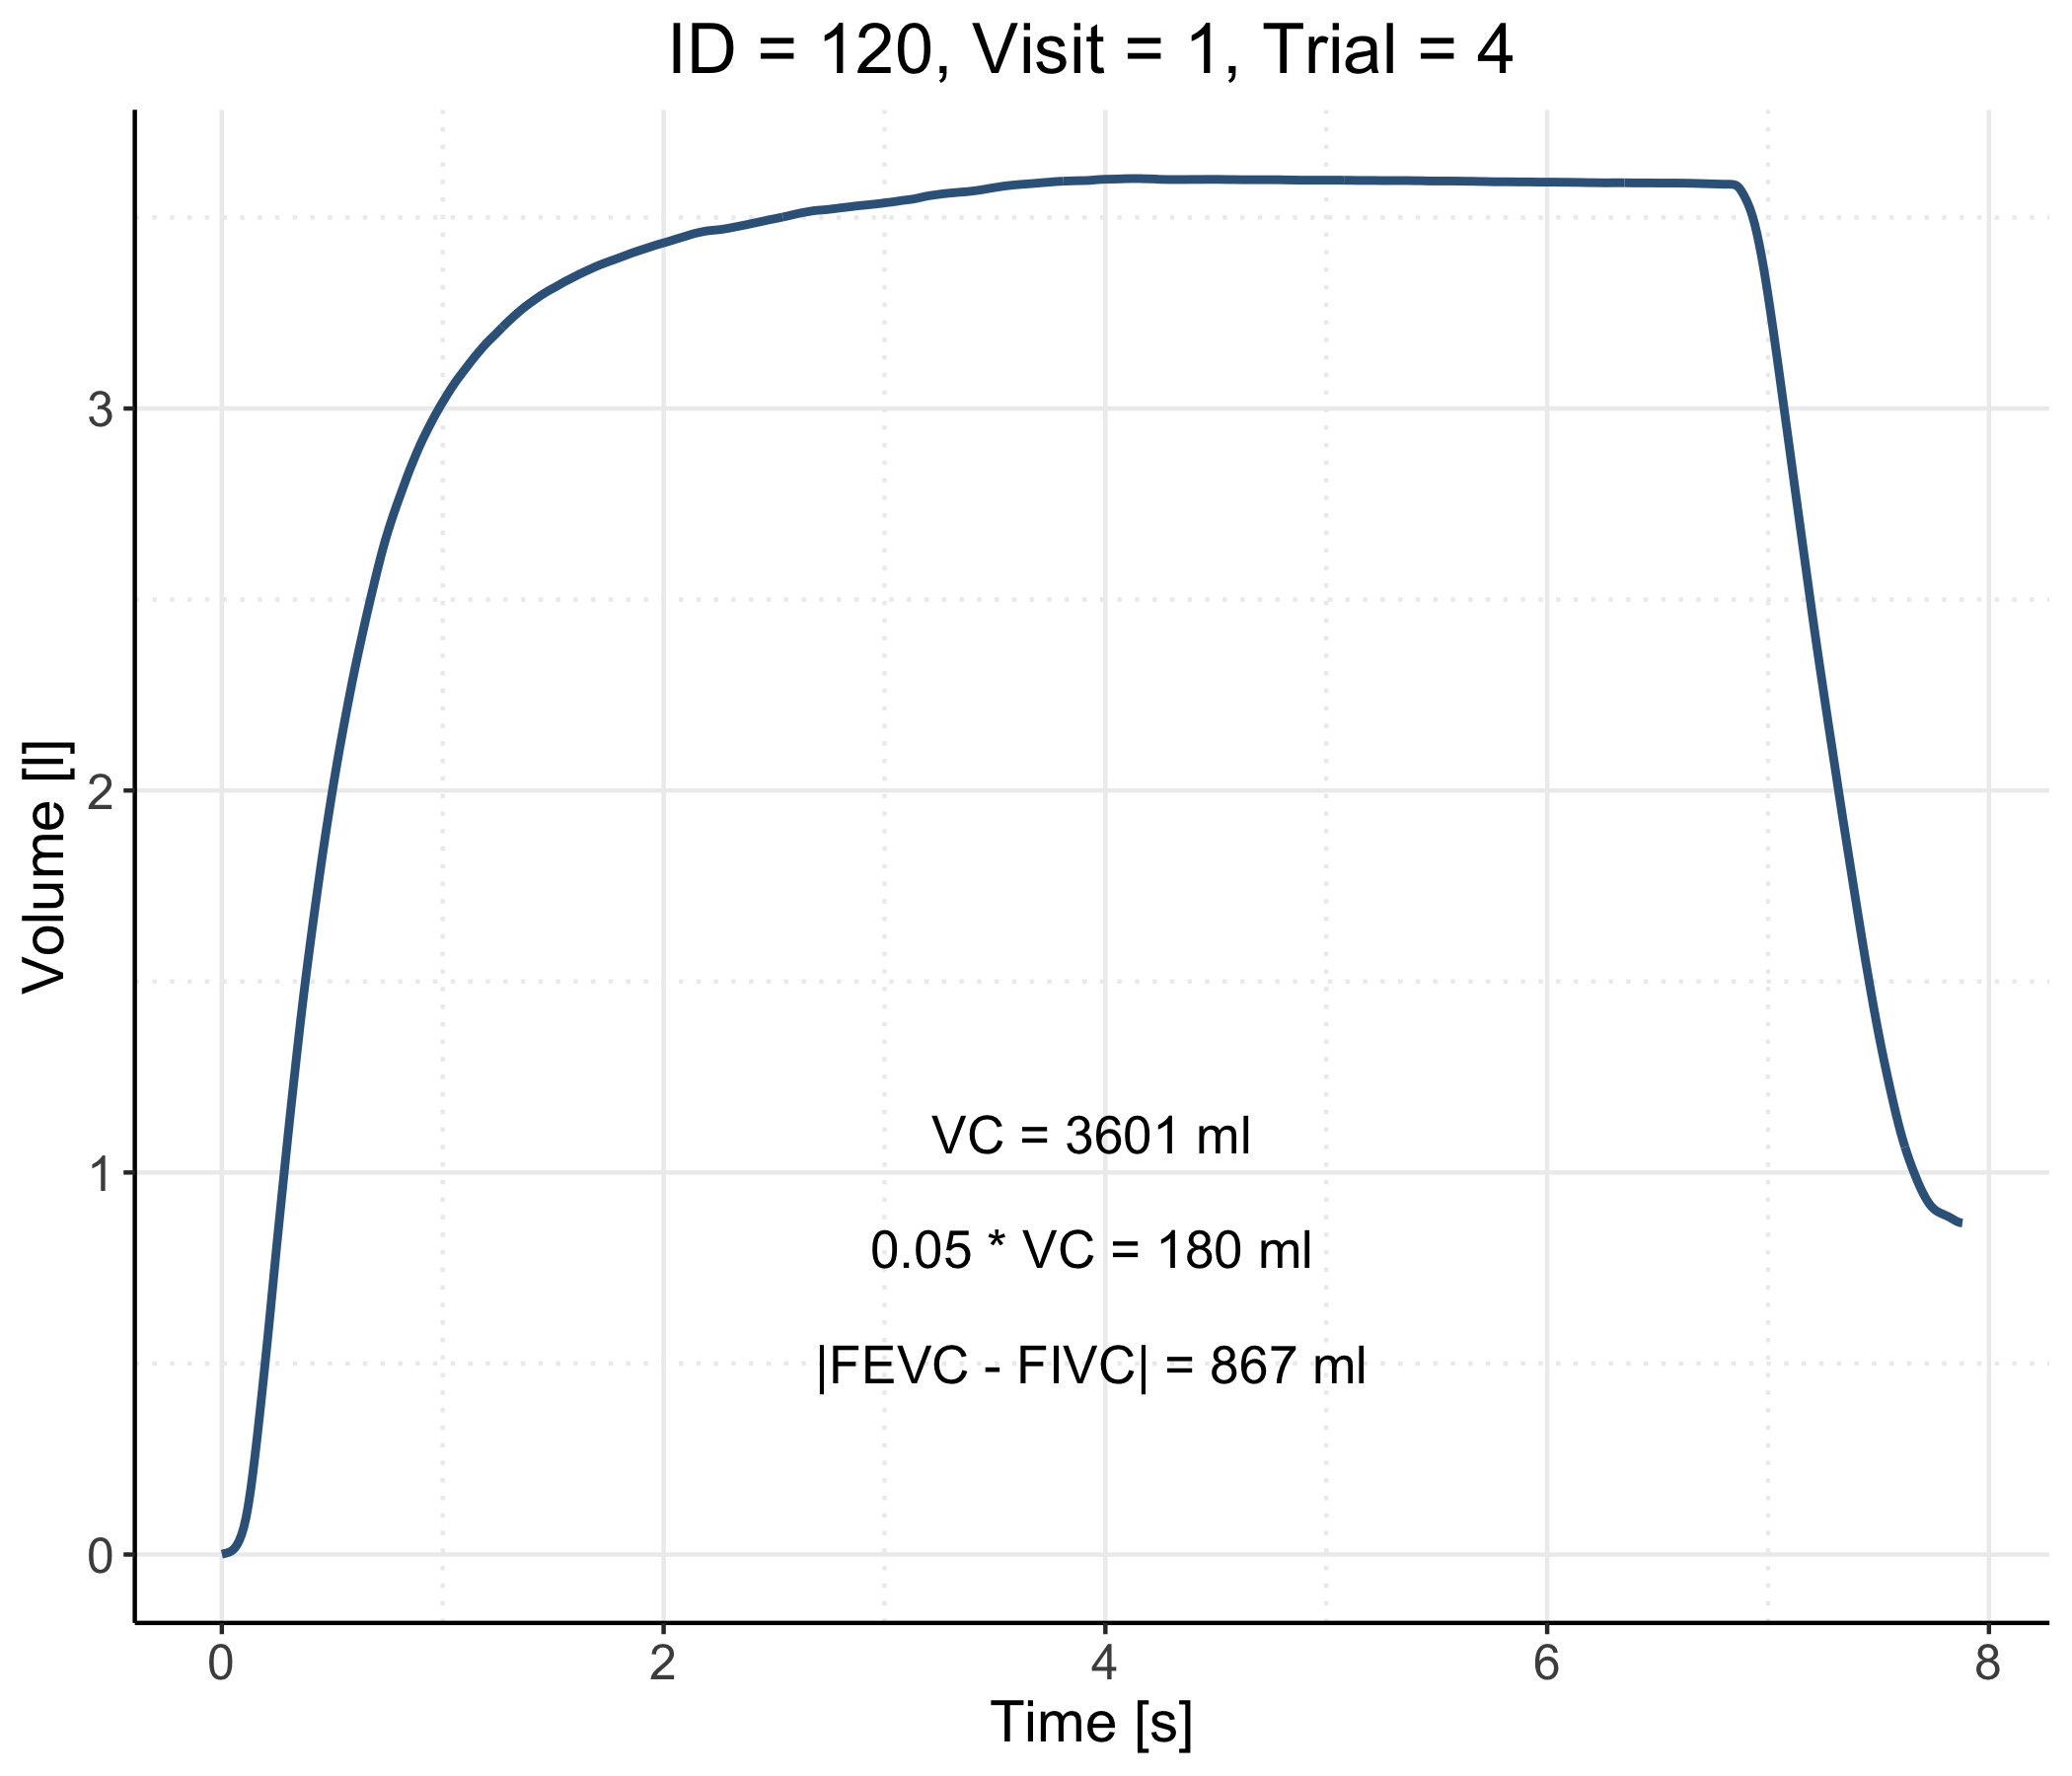 ID = 120, Visit = 1, Trial = 4
Volume [l]
3
2
1
0
VC = 3601 ml
0.05 * VC = 180 ml
|FEVC - FIVC| = 867 ml
0 2 4 6 8
Time [s]